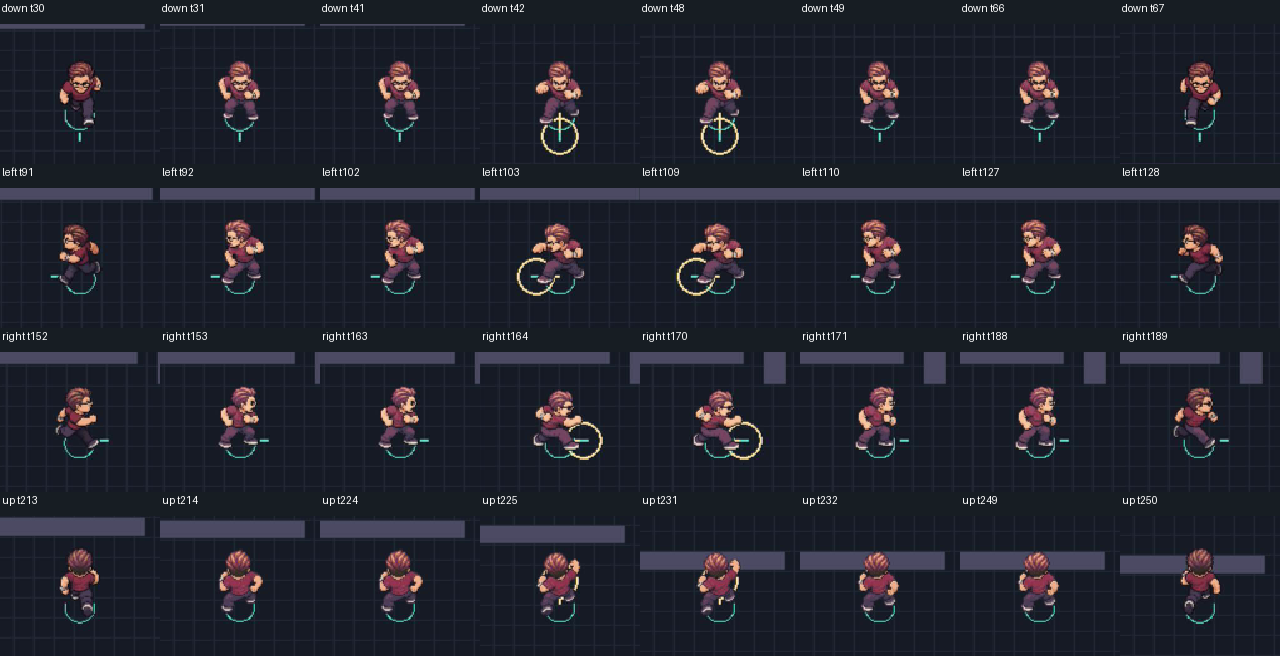 down t30 down t31 down t41 down t42 down t48 down t49 down t66 down t67
left t91 left t92 left t102 left t103 left t109 left t110 left t127 left t128
right t152 right t153 right t163 right t164 right t170 right t171 right t188 right t189
up t213 up t214 up t224 up t225 up t231 up t232 up t249 up t250